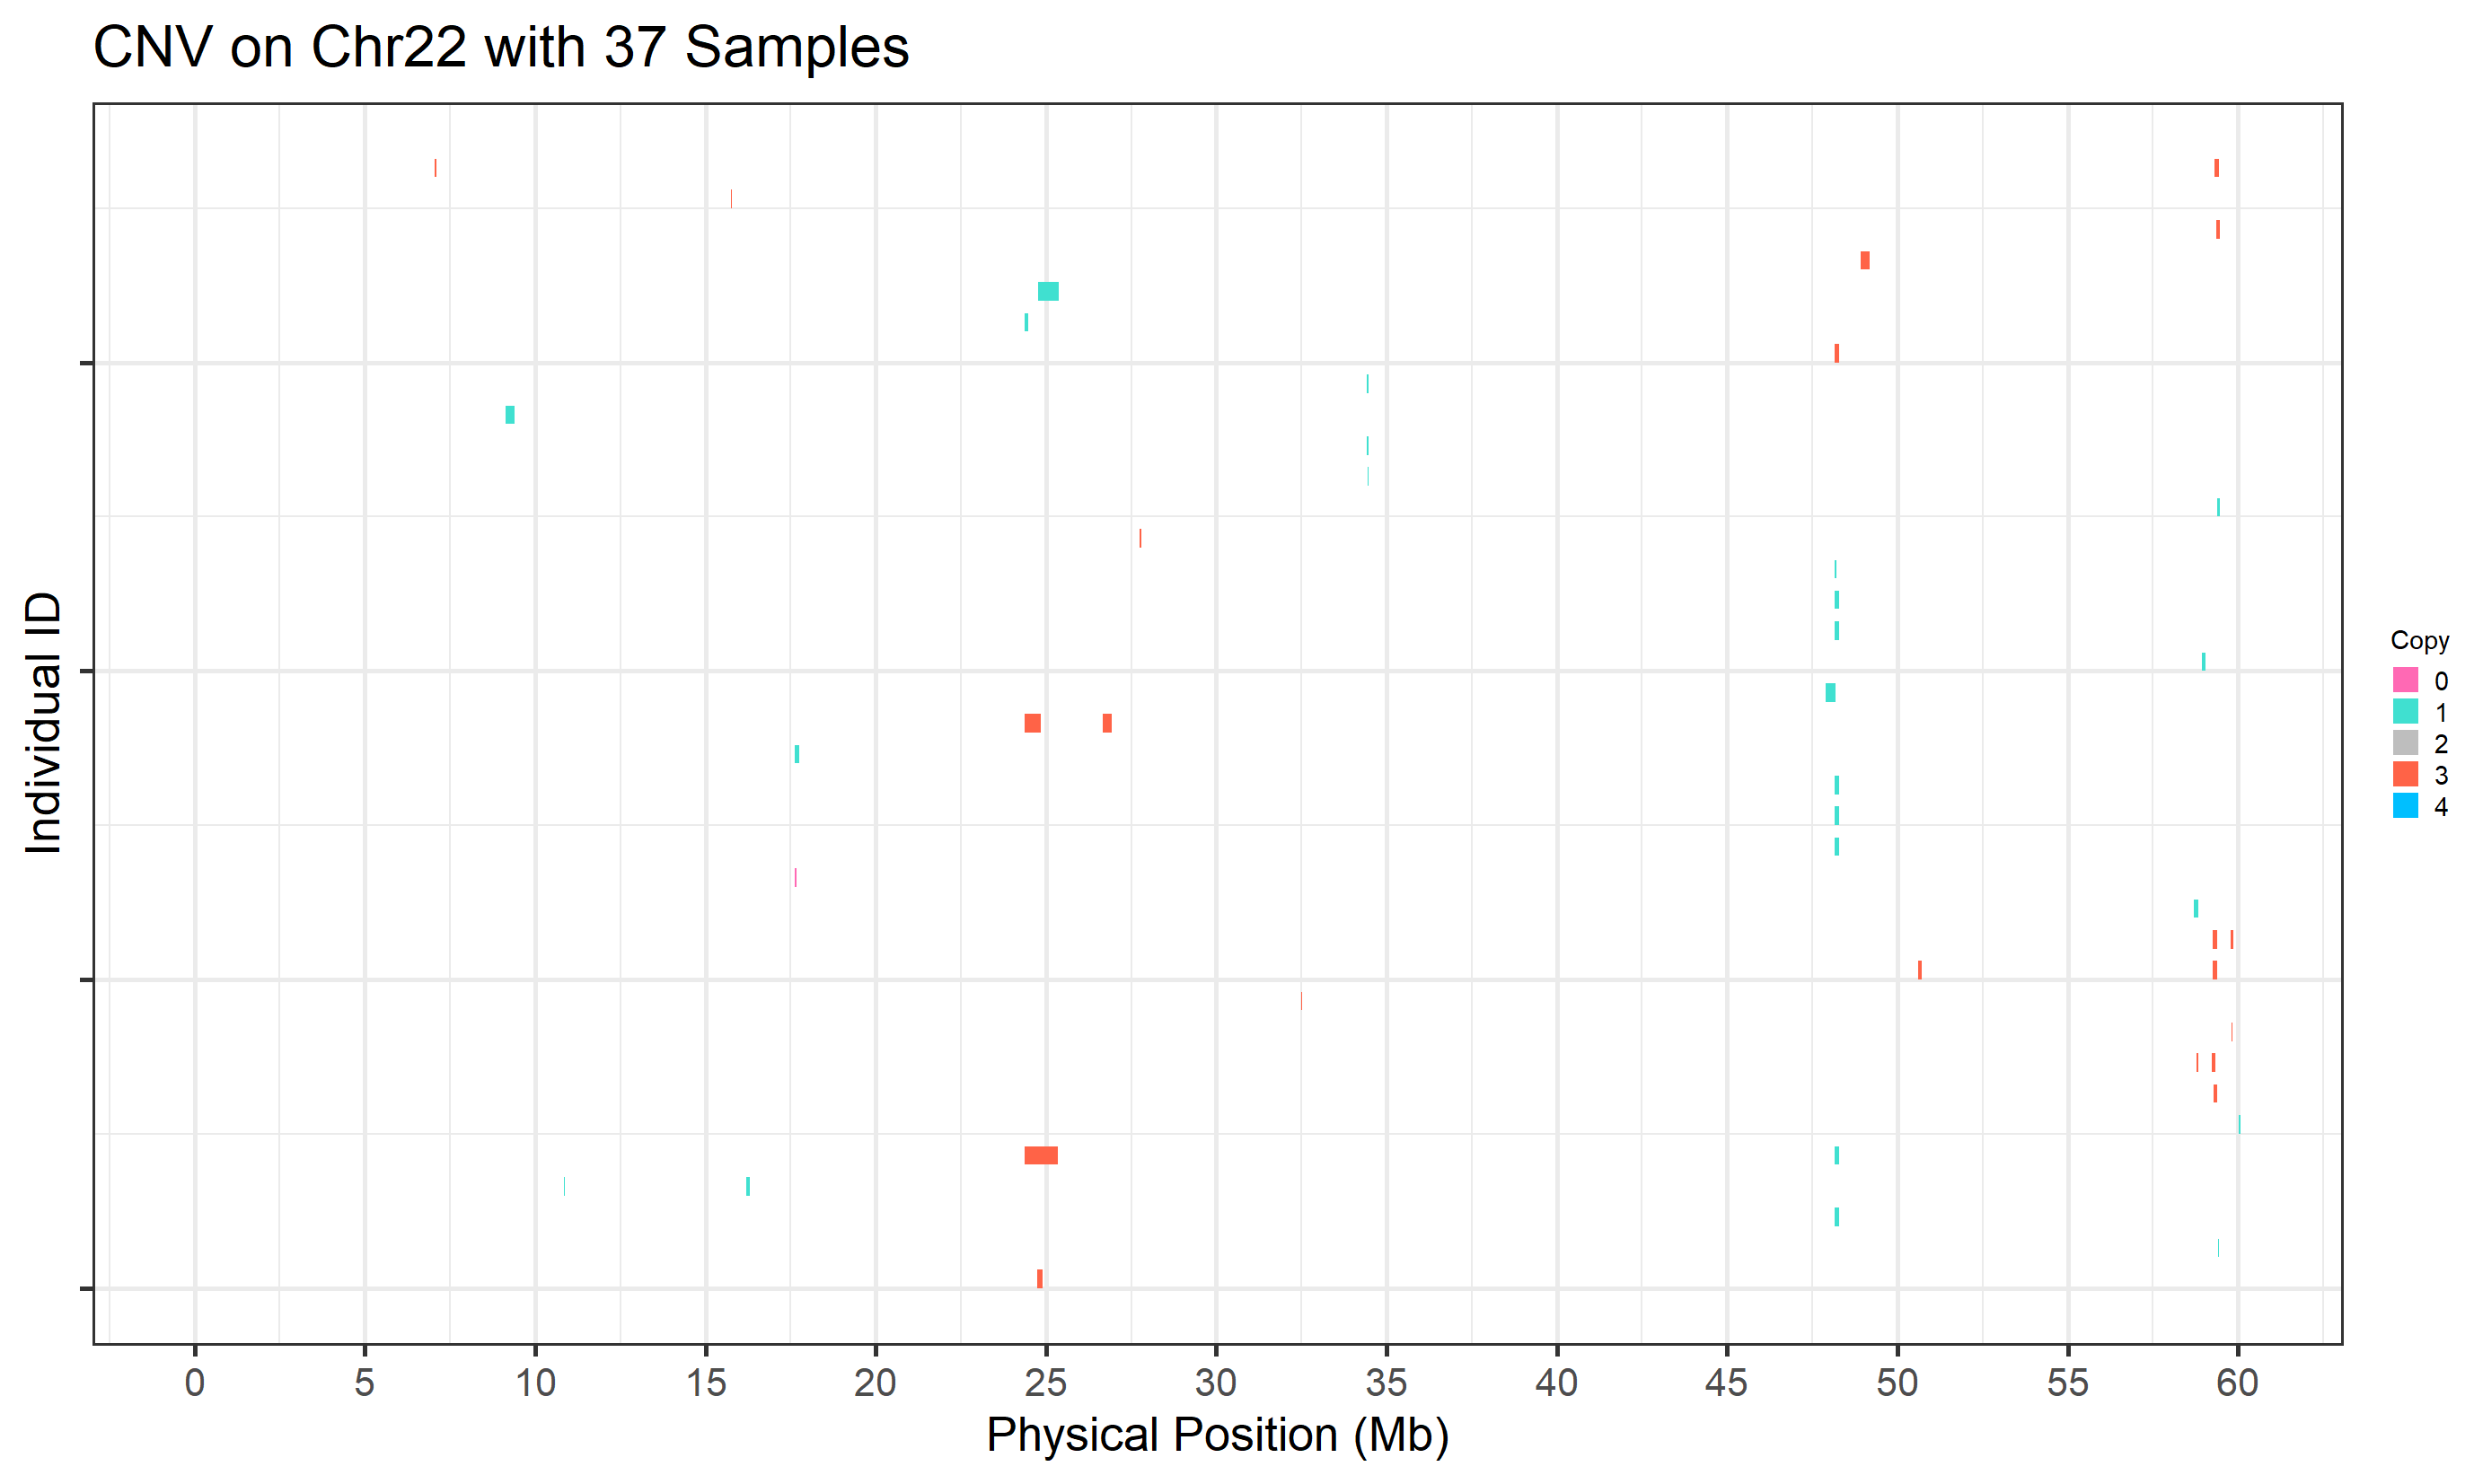 CNV on Chr22 with 37 Samples
Individual ID
Copy
0
1
2
3
4
0 5 10 15 20 25 30 35 40 45 50 55 60
Physical Position (Mb)